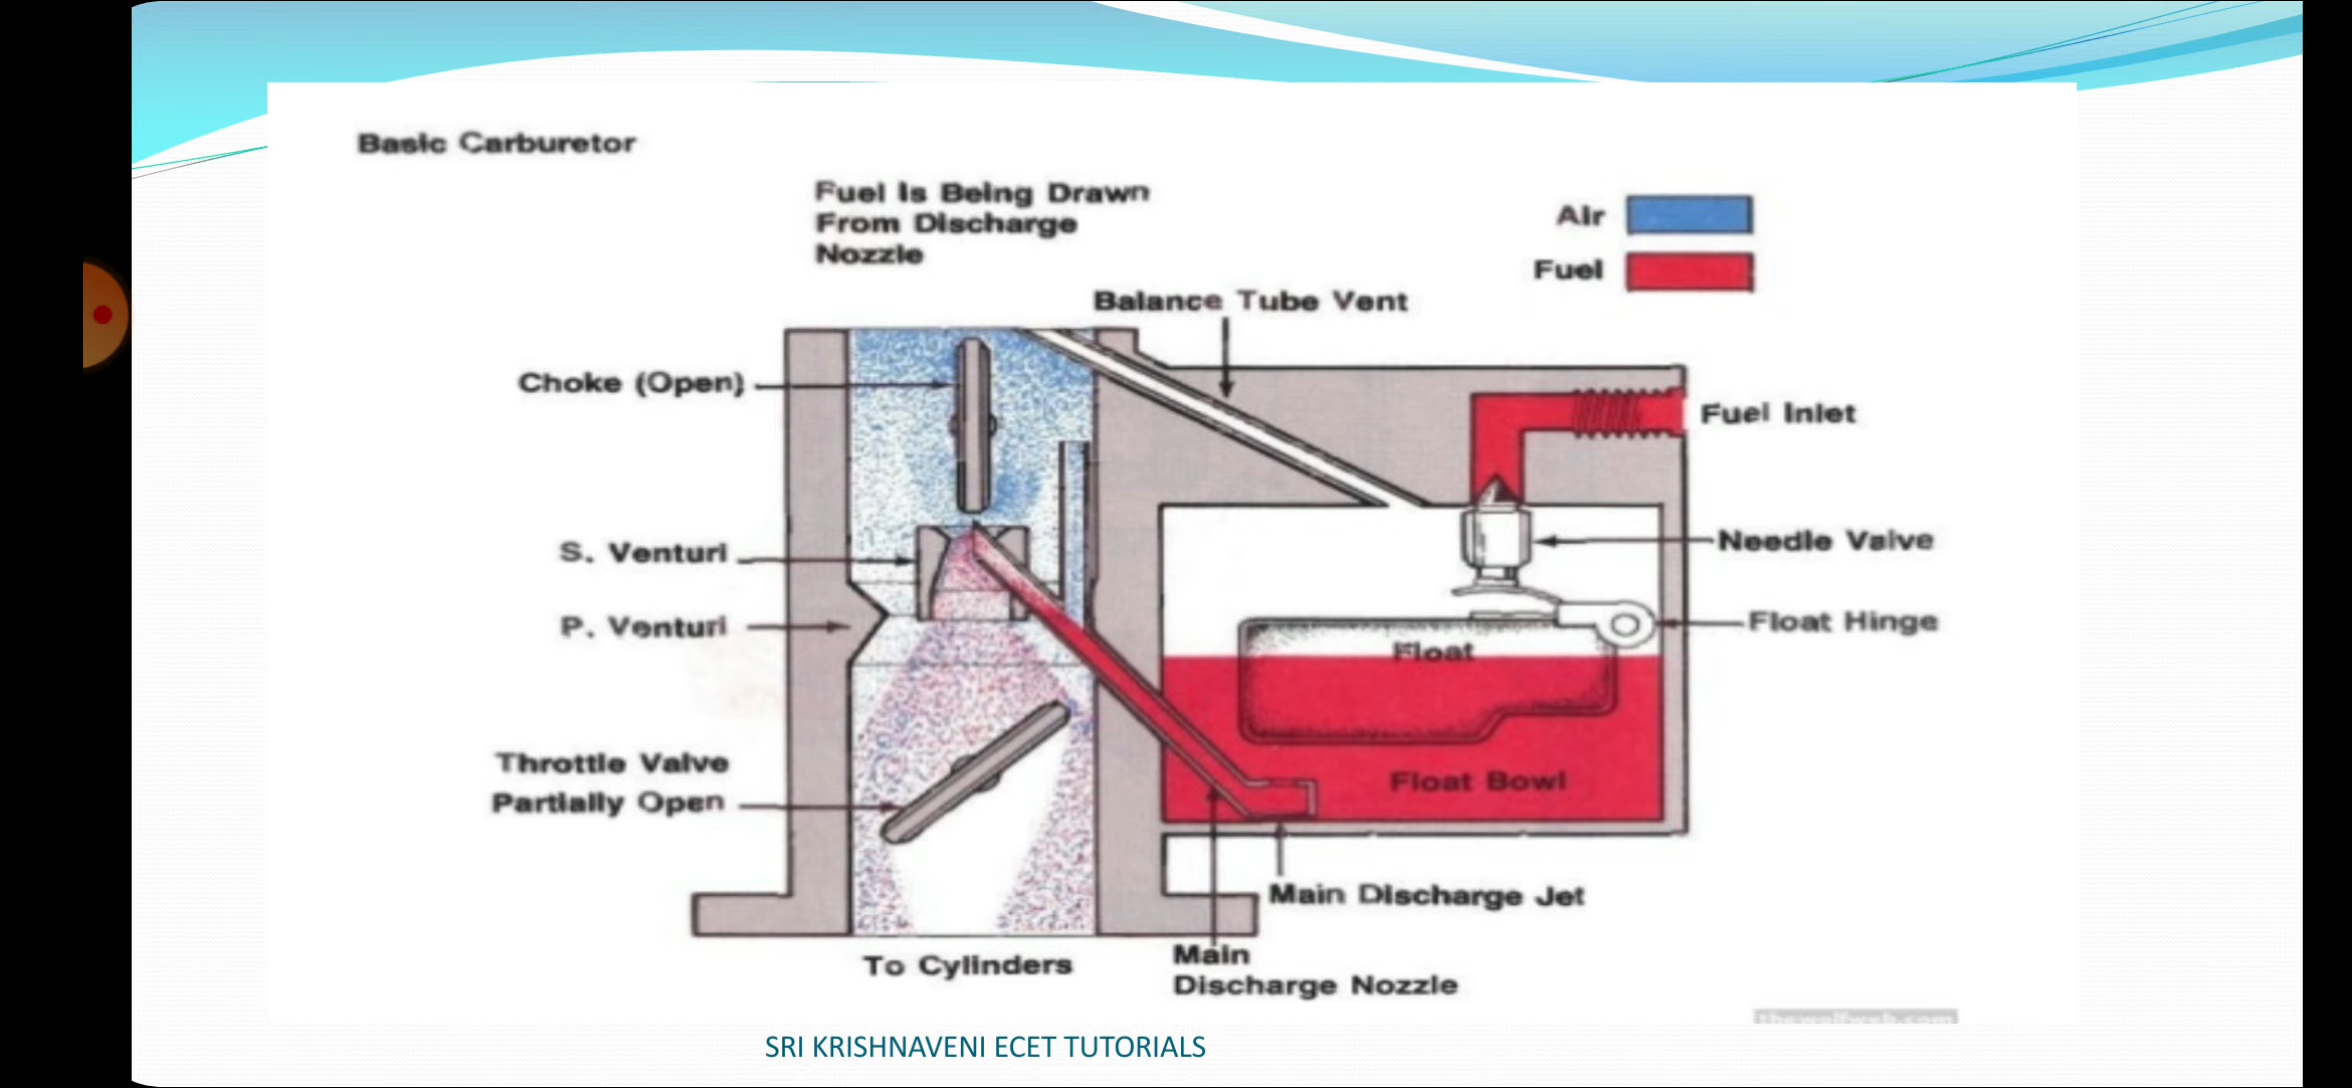 Basic Carburetor
Fuel Is Being Drawn
From Discharge
Nozzle
Air
Fuel
Balance Tube Vent
Choke (Open)
Fuel Inlet
S. Venturi
Needle Valve
P. Venturi
Float Hinge
Float
Throttle Valve
Partially Open
Float Bowl
Main Discharge Jet
To Cylinders
Main
Discharge Nozzle
SRI KRISHNAVENI ECET TUTORIALS